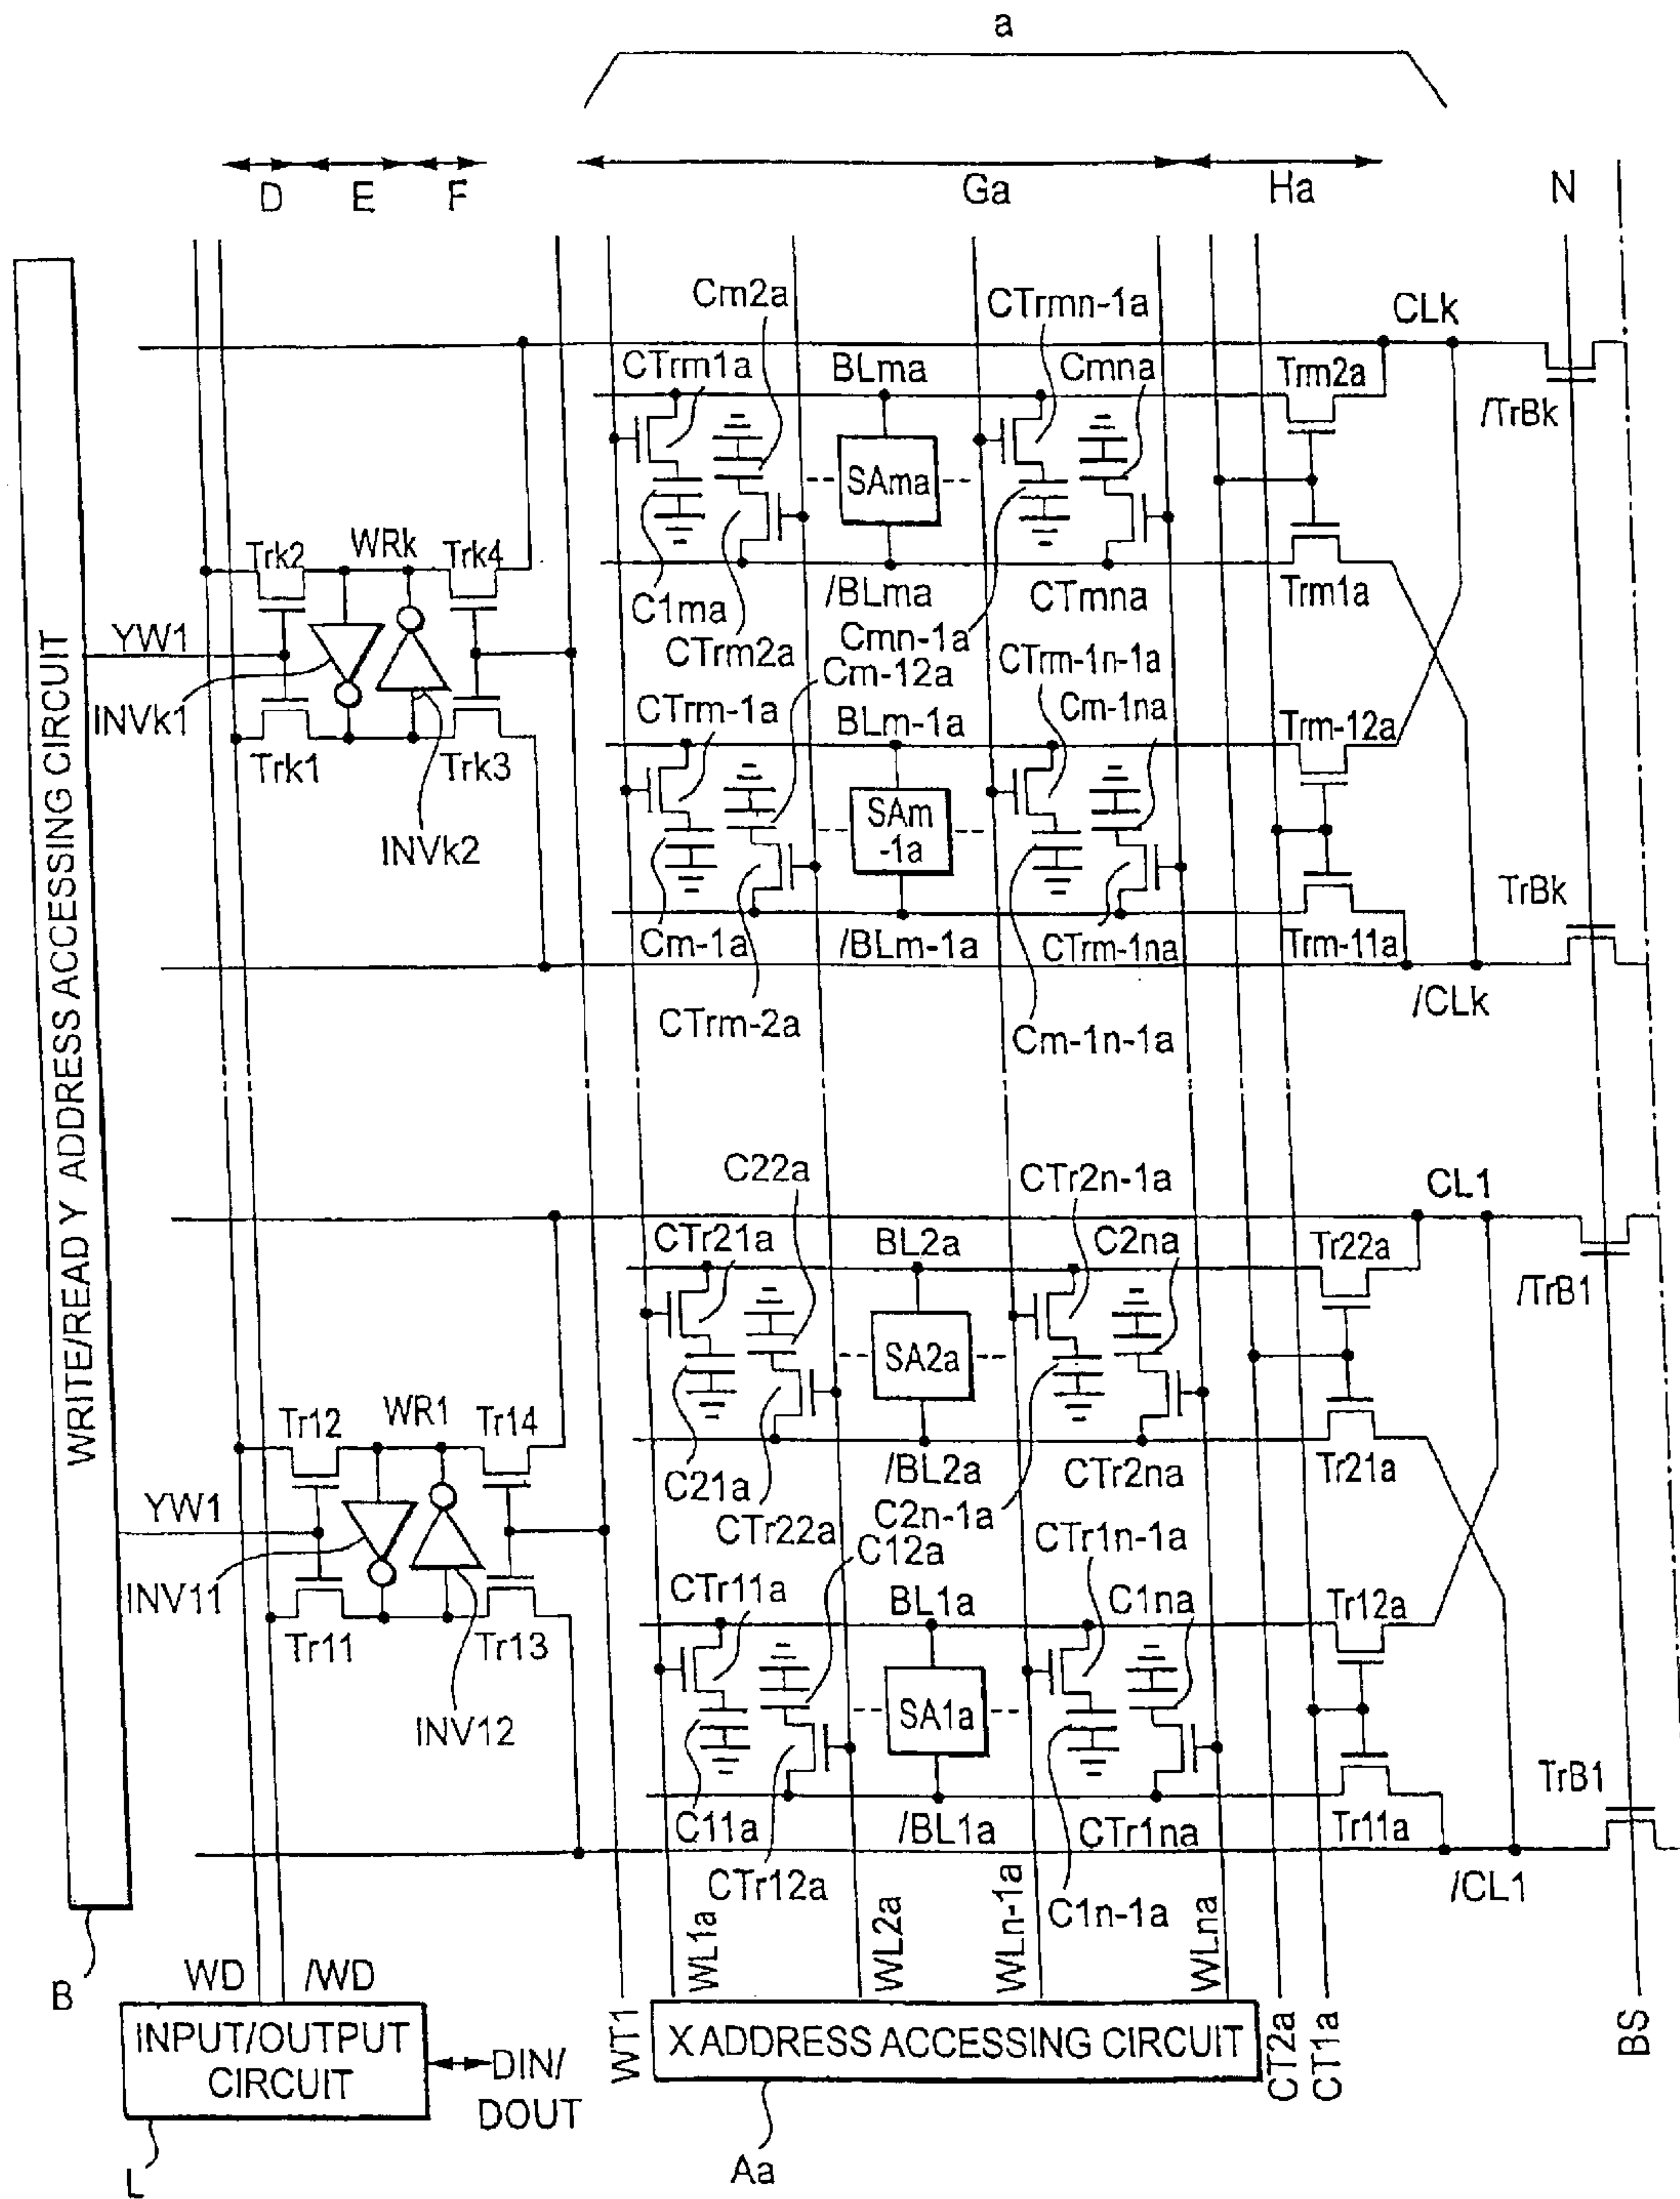 a
D E F Ga Ha N
Cm2a CTrmn-1a CLk
CTrm1a BLma Cmna Trm2a
/TrBk
SAma
Trk2 WRk Trk4
C1ma /BLma CTmna Trm1a
YW1 CTrm2a Cmn-1a
CTrm-1n-1a
Cm-12a
INVk1 CTrm-1a BLm-1a Cm-1na Trm-12a
Trk1 Trk3
INVk2
SAm
-1a
TrBk
Cm-1a /BLm-1a CTrm-1na Trm-11a
/CLk
CTrm-2a Cm-1n-1a
WRITE/READ Y ADDRESS ACCESSING CIRCUIT
C22a CTr2n-1a CL1
CTr21a BL2a C2na Tr22a
/TrB1
SA2a
Tr12 WR1 Tr14
C21a /BL2a CTr2na Tr21a
YW1 CTr22a C2n-1a
C12a CTr1n-1a
INV11 CTr11a BL1a C1na Tr12a
Tr11 Tr13
INV12
SA1a
TrB1
C11a /BL1a CTr1na Tr11a
CTr12a C1n-1a /CL1
B
WD /WD
WT1 WL1a WL2a WLn-1a WLna CT2a CT1a BS
INPUT/OUTPUT
CIRCUIT
DIN/
DOUT
X ADDRESS ACCESSING CIRCUIT
L
Aa